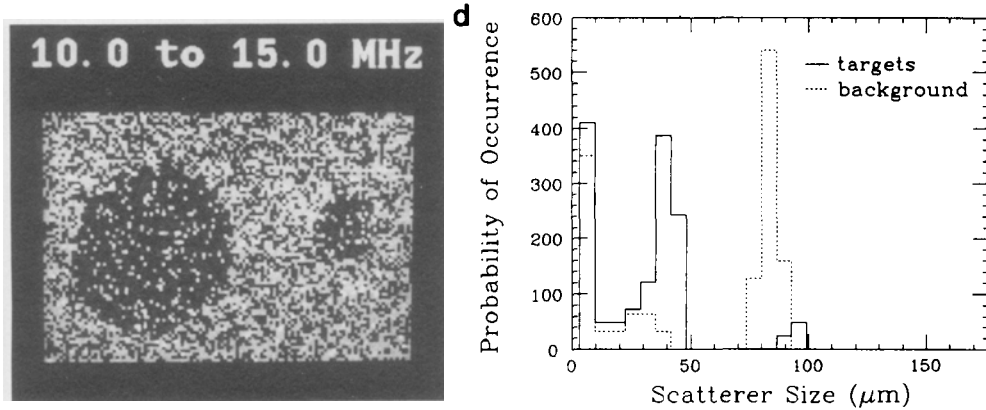 10.0 to 15.0 MHz
d
Probability of Occurrence
600
500
400
300
200
100
0
targets
background
0
50
100
150
Scatterer Size (μm)